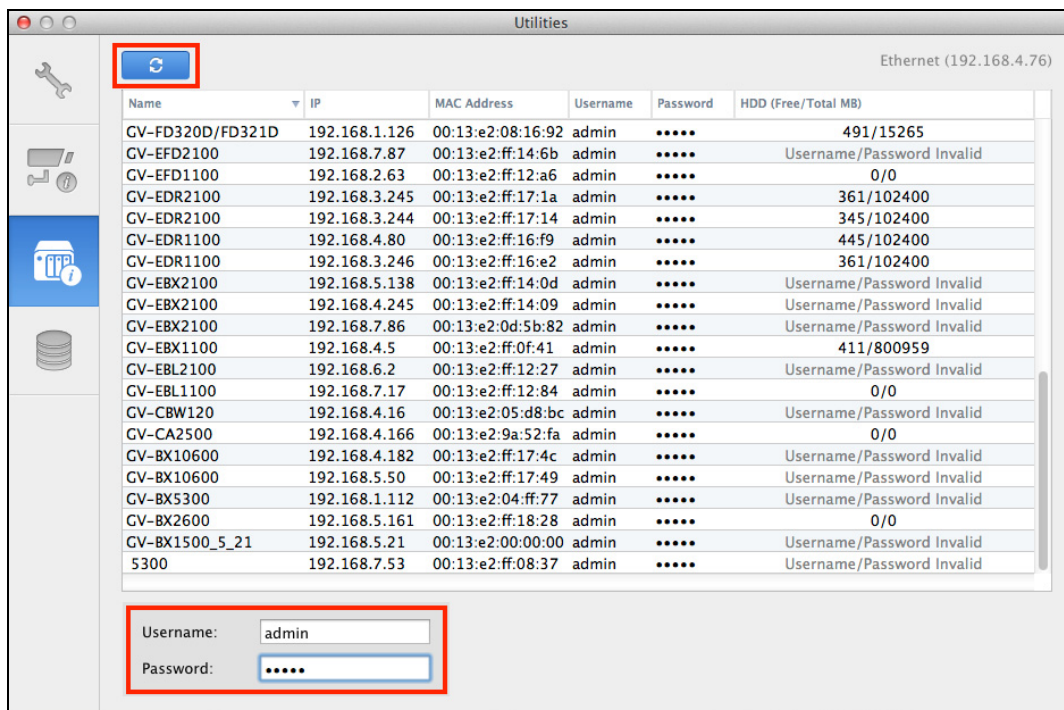 Utilities
Ethernet (192.168.4.76)
Name IP MAC Address Username Password HDD (Free/Total MB)
GV-FD320D/FD321D 192.168.1.126 00:13:e2:08:16:92 admin ••••• 491/15265
GV-EFD2100 192.168.7.87 00:13:e2:ff:14:6b admin ••••• Username/Password Invalid
GV-EFD1100 192.168.2.63 00:13:e2:ff:12:a6 admin ••••• 0/0
GV-EDR2100 192.168.3.245 00:13:e2:ff:17:1a admin ••••• 361/102400
GV-EDR2100 192.168.3.244 00:13:e2:ff:17:14 admin ••••• 345/102400
GV-EDR1100 192.168.4.80 00:13:e2:ff:16:f9 admin ••••• 445/102400
GV-EDR1100 192.168.3.246 00:13:e2:ff:16:e2 admin ••••• 361/102400
GV-EBX2100 192.168.5.138 00:13:e2:ff:14:0d admin ••••• Username/Password Invalid
GV-EBX2100 192.168.4.245 00:13:e2:ff:14:09 admin ••••• Username/Password Invalid
GV-EBX2100 192.168.7.86 00:13:e2:0d:5b:82 admin ••••• Username/Password Invalid
GV-EBX1100 192.168.4.5 00:13:e2:ff:0f:41 admin ••••• 411/800959
GV-EBL2100 192.168.6.2 00:13:e2:ff:12:27 admin ••••• Username/Password Invalid
GV-EBL1100 192.168.7.17 00:13:e2:ff:12:84 admin ••••• 0/0
GV-CBW120 192.168.4.16 00:13:e2:05:d8:bc admin ••••• Username/Password Invalid
GV-CA2500 192.168.4.166 00:13:e2:9a:52:fa admin ••••• 0/0
GV-BX10600 192.168.4.182 00:13:e2:ff:17:4c admin ••••• Username/Password Invalid
GV-BX10600 192.168.5.50 00:13:e2:ff:17:49 admin ••••• Username/Password Invalid
GV-BX5300 192.168.1.112 00:13:e2:04:ff:77 admin ••••• Username/Password Invalid
GV-BX2600 192.168.5.161 00:13:e2:ff:18:28 admin ••••• 0/0
GV-BX1500_5_21 192.168.5.21 00:13:e2:00:00:00 admin ••••• Username/Password Invalid
5300 192.168.7.53 00:13:e2:ff:08:37 admin ••••• Username/Password Invalid
Username: admin
Password: •••••